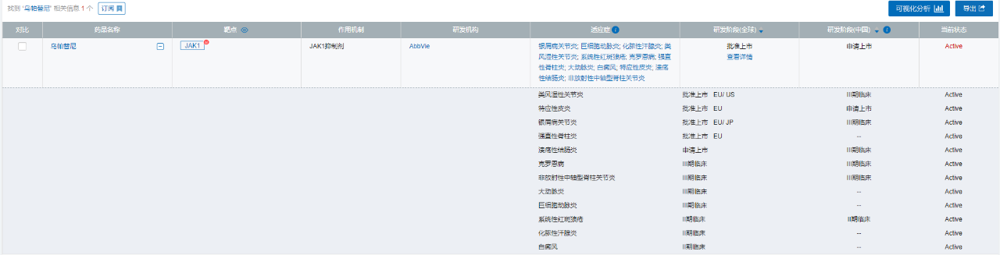 找到 "乌帕替尼" 相关信息 1 个 订阅
可视化分析 导出
对比 药品名称 靶点 作用机制 研发机构 适应症 研发阶段(全球) 研发阶段(中国) 当前状态
乌帕替尼 JAK1 JAK1抑制剂 AbbVie 银屑病关节炎; 巨细胞动脉炎; 化脓性汗腺炎; 类 批准上市 申请上市 Active
风湿性关节炎; 系统性红斑狼疮; 克罗恩病; 强直 查看详情
性脊柱炎; 大动脉炎; 白癜风; 特应性皮炎; 溃疡
性结肠炎; 非放射性中轴型脊柱关节炎
类风湿性关节炎 批准上市 EU/ US III期临床 Active
特应性皮炎 批准上市 EU 申请上市 Active
银屑病关节炎 批准上市 EU/ JP III期临床 Active
强直性脊柱炎 批准上市 EU -- Active
溃疡性结肠炎 申请上市 III期临床 Active
克罗恩病 III期临床 III期临床 Active
非放射性中轴型脊柱关节炎 III期临床 III期临床 Active
大动脉炎 III期临床 -- Active
巨细胞动脉炎 III期临床 -- Active
系统性红斑狼疮 II期临床 II期临床 Active
化脓性汗腺炎 II期临床 -- Active
白癜风 II期临床 -- Active